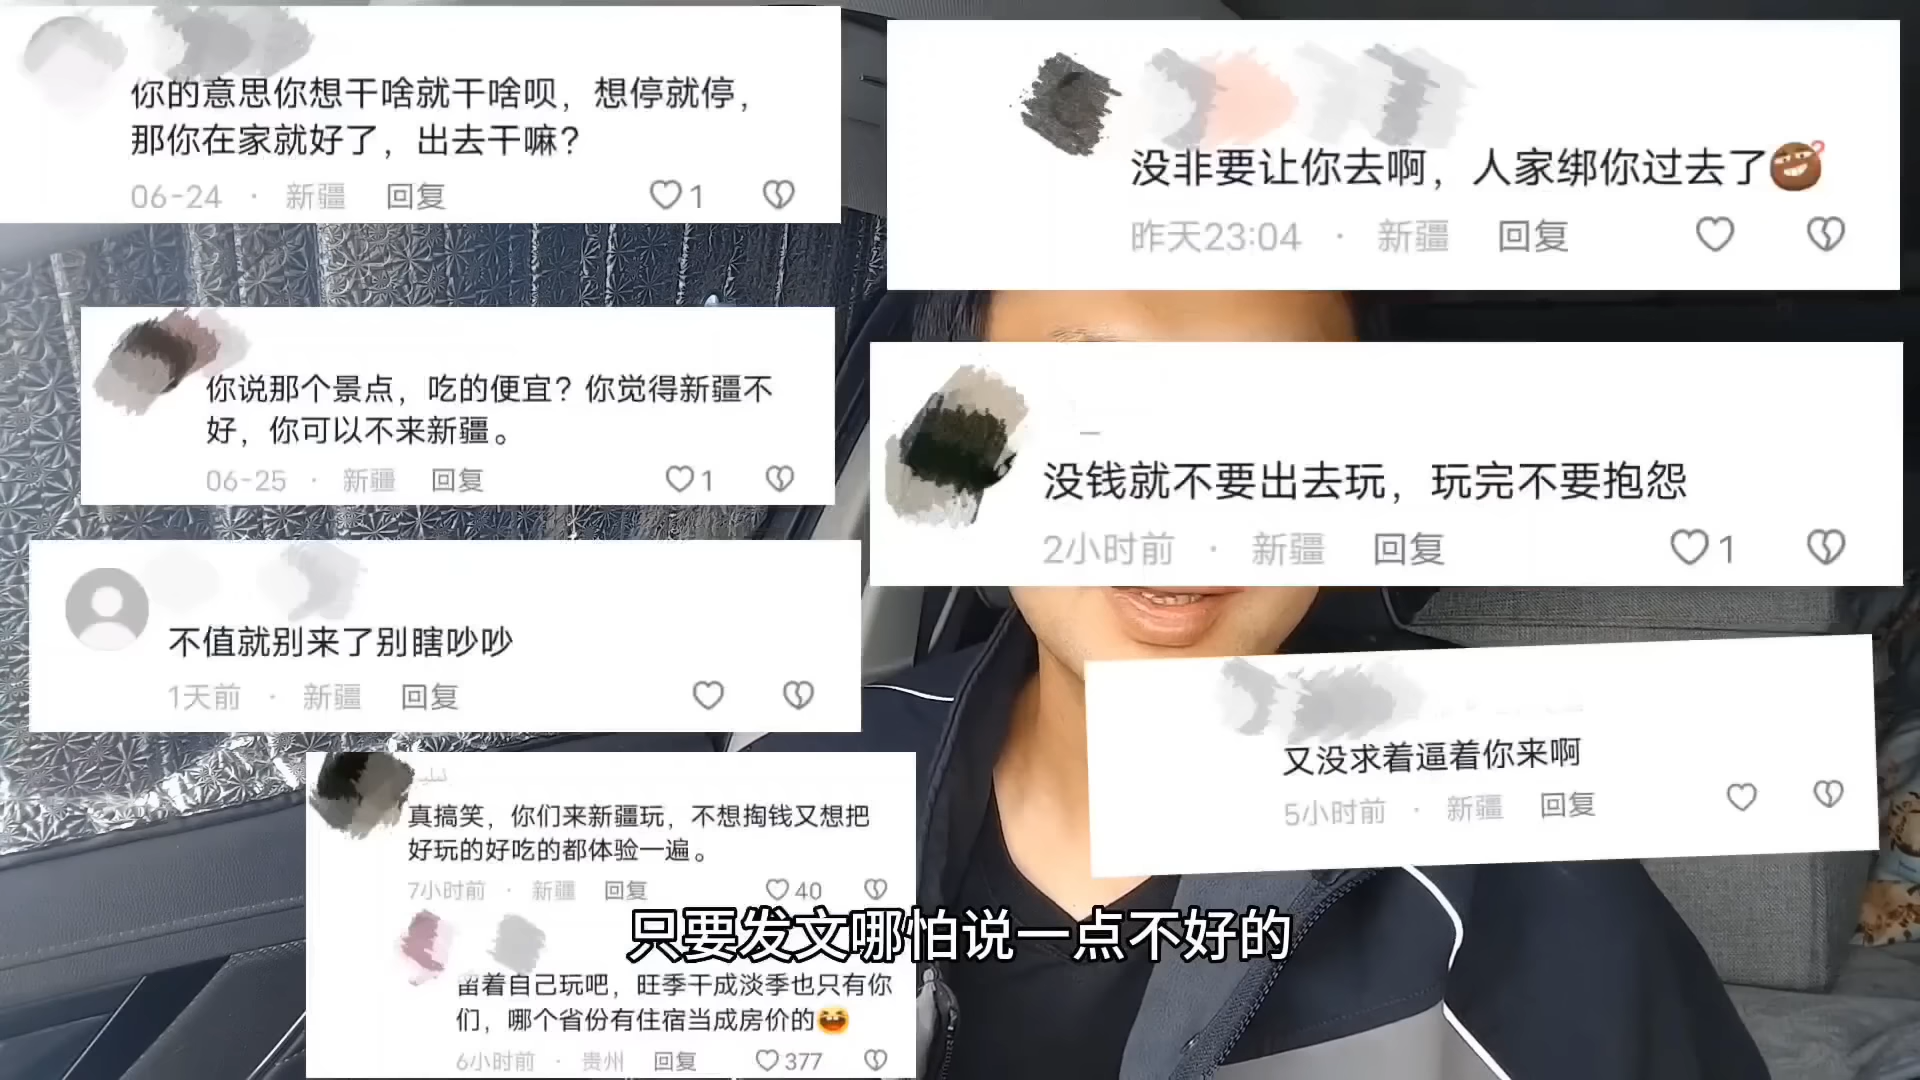 你的意思你想干啥就干啥呗，想停就停，
那你在家就好了，出去干嘛？
06-24 · 新疆 回复 1
没非要让你去啊，人家绑你过去了
昨天23:04 · 新疆 回复
你说那个景点，吃的便宜？你觉得新疆不
好，你可以不来新疆。
06-25 · 新疆 回复 1
没钱就不要出去玩，玩完不要抱怨
2小时前 · 新疆 回复 1
不值就别来了别瞎吵吵
1天前 · 新疆 回复
又没求着逼着你来啊
5小时前 · 新疆 回复
真搞笑，你们来新疆玩，不想掏钱又想把
好玩的好吃的都体验一遍。
7小时前 · 新疆 回复 40
留着自己玩吧，旺季干成淡季也只有你
们，哪个省份有住宿当成房价的
6小时前 · 贵州 回复 377
只要发文哪怕说一点不好的